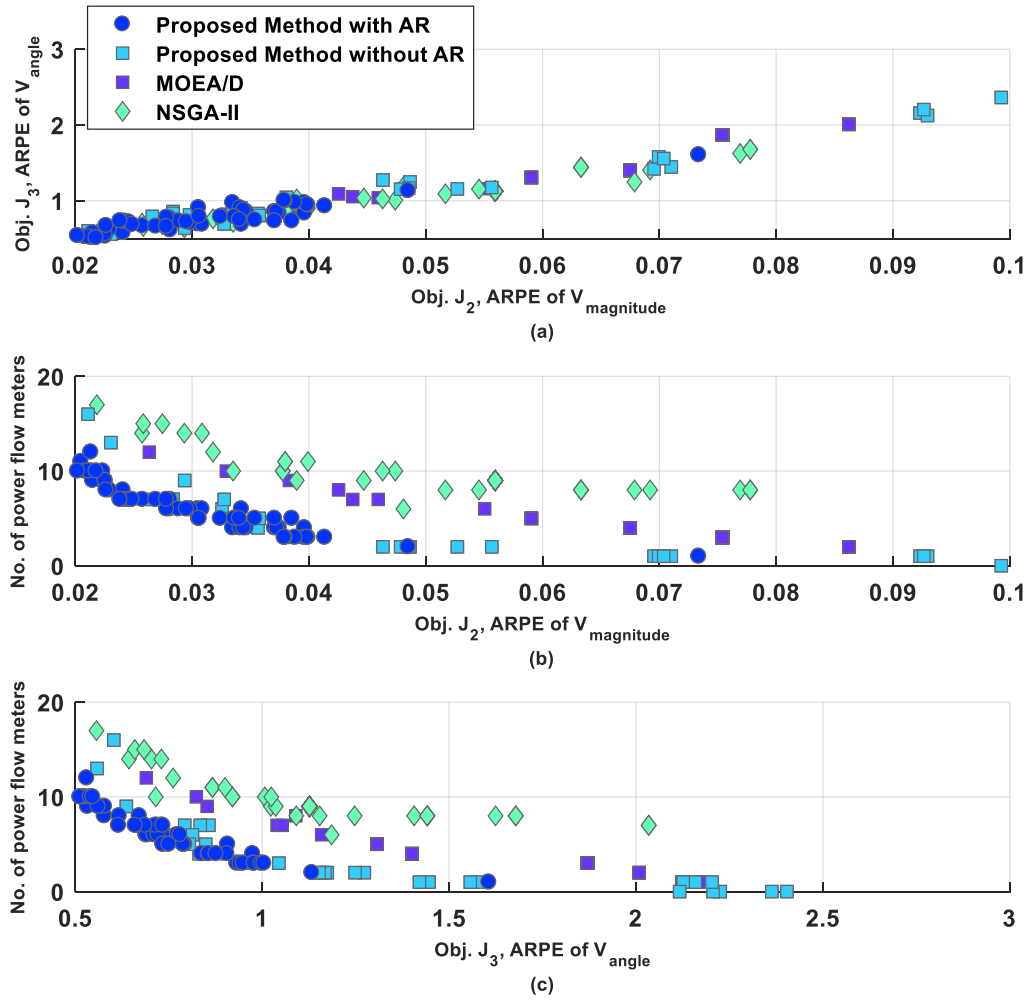 Proposed Method with AR
Proposed Method without AR
MOEA/D
NSGA-II
Obj. J3, ARPE of Vangle
3
2
1
0.02 0.03 0.04 0.05 0.06 0.07 0.08 0.09 0.1
Obj. J2, ARPE of Vmagnitude
(a)
No. of power flow meters
20
10
0
0.02 0.03 0.04 0.05 0.06 0.07 0.08 0.09 0.1
Obj. J2, ARPE of Vmagnitude
(b)
No. of power flow meters
20
10
0
0.5 1 1.5 2 2.5 3
Obj. J3, ARPE of Vangle
(c)